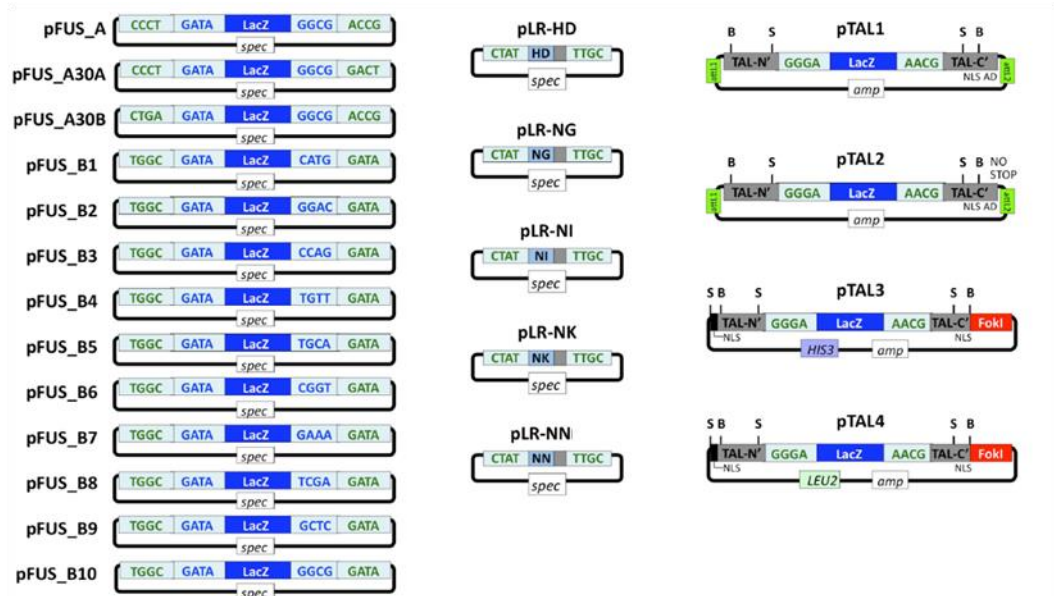 pFUS_A CCCT GATA LacZ GGCG ACCG
spec
pFUS_A30A CCCT GATA LacZ GGCG GACT
spec
pFUS_A30B CTGA GATA LacZ GGCG ACCG
spec
pFUS_B1 TGGC GATA LacZ CATG GATA
spec
pFUS_B2 TGGC GATA LacZ GGAC GATA
spec
pFUS_B3 TGGC GATA LacZ CCAG GATA
spec
pFUS_B4 TGGC GATA LacZ TGTT GATA
spec
pFUS_B5 TGGC GATA LacZ TGCA GATA
spec
pFUS_B6 TGGC GATA LacZ CGGT GATA
spec
pFUS_B7 TGGC GATA LacZ GAAA GATA
spec
pFUS_B8 TGGC GATA LacZ TCGA GATA
spec
pFUS_B9 TGGC GATA LacZ GCTC GATA
spec
pFUS_B10 TGGC GATA LacZ GGCG GATA
spec
pLR-HD
CTAT HD TTGC
spec
pLR-NG
CTAT NG TTGC
spec
pLR-NI
CTAT NI TTGC
spec
pLR-NK
CTAT NK TTGC
spec
pLR-NN
CTAT NN TTGC
spec
pTAL1
B S S B
attL1 TAL-N' GGGA LacZ AACG TAL-C' attL2
NLS AD
amp
pTAL2
B S S B NO
STOP
attL1 TAL-N' GGGA LacZ AACG TAL-C' attL2
NLS AD
amp
pTAL3
S B S S B
TAL-N' GGGA LacZ AACG TAL-C' FokI
NLS NLS
HIS3 amp
pTAL4
S B S S B
TAL-N' GGGA LacZ AACG TAL-C' FokI
NLS NLS
LEU2 amp